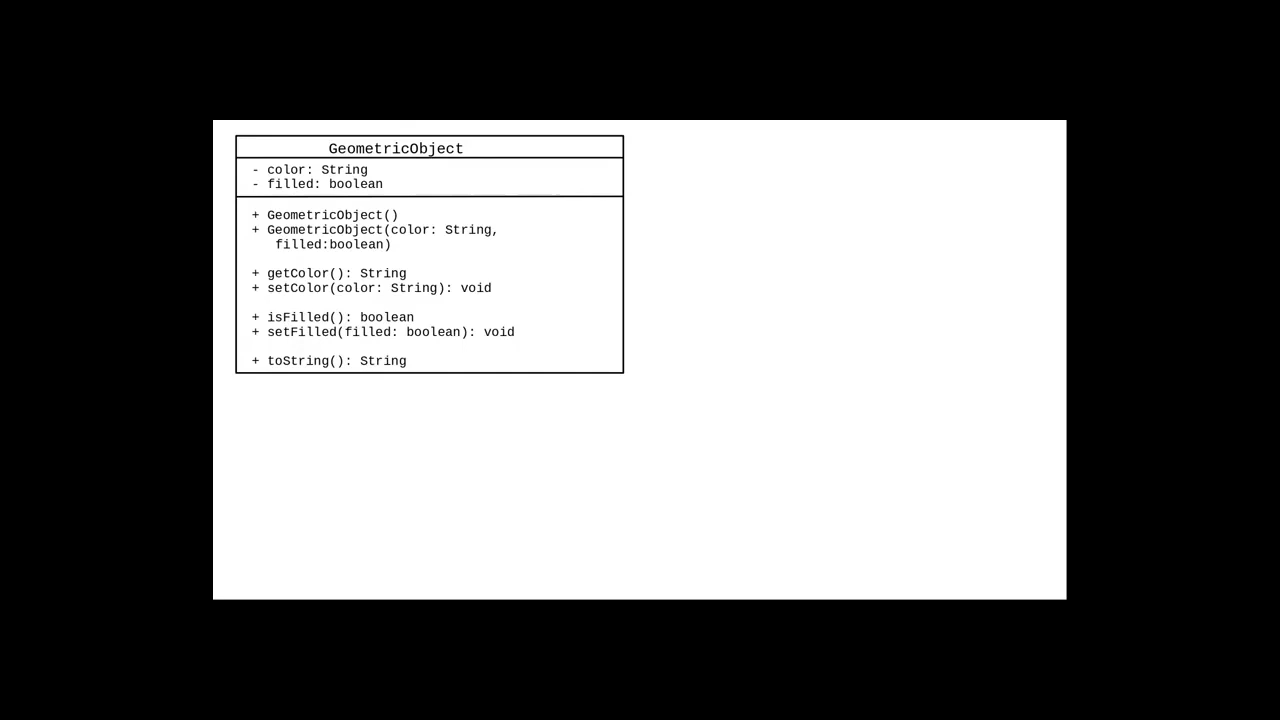 GeometricObject
- color: String
- filled: boolean
+ GeometricObject()
+ GeometricObject(color: String,
filled:boolean)
+ getColor(): String
+ setColor(color: String): void
+ isFilled(): boolean
+ setFilled(filled: boolean): void
+ toString(): String